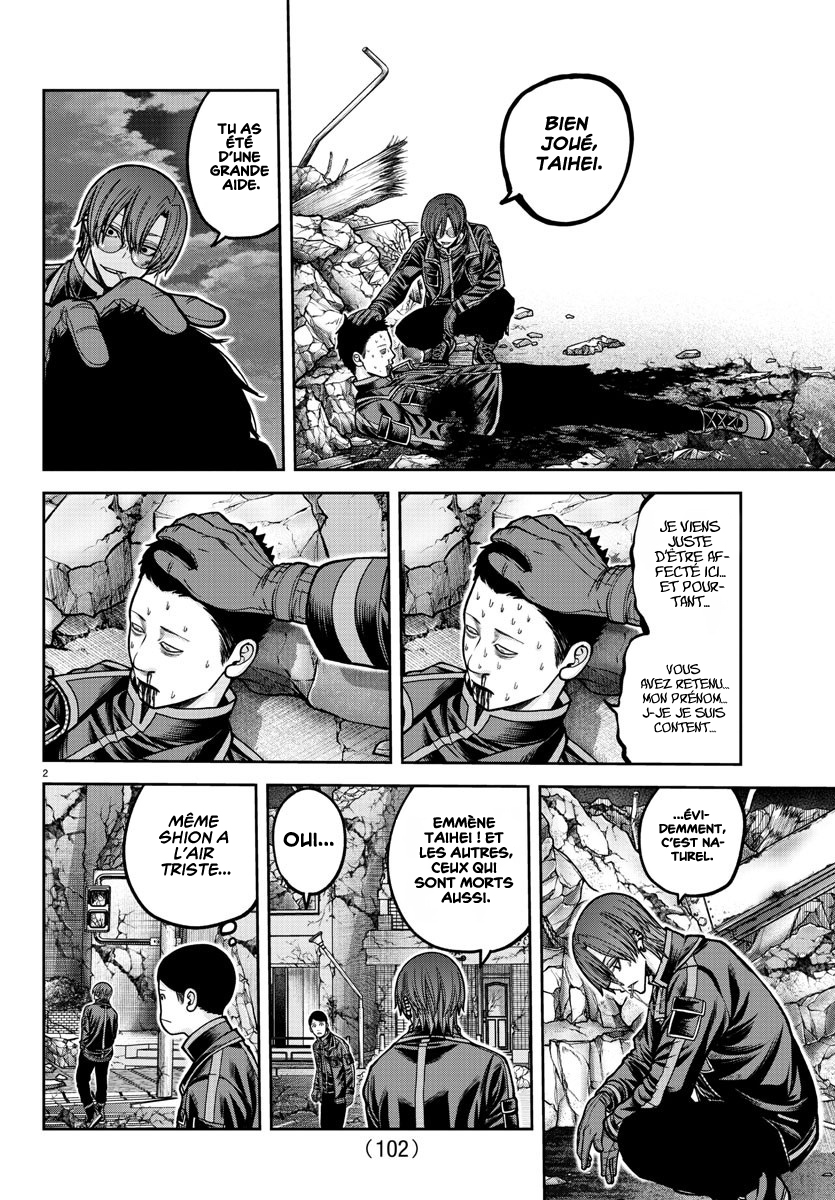 BIEN
JOUÉ,
TAIHEI.
TU AS
ÉTÉ
D'UNE
GRANDE
AIDE.
JE VIENS
JUSTE
D'ÊTRE AF-
FECTÉ ICI...
ET POUR-
TANT...
VOUS
AVEZ RETENU...
MON PRÉNOM...
J-JE JE SUIS
CONTENT...
2
...ÉVI-
DEMMENT,
C'EST NA-
TUREL.
EMMÈNE
TAIHEI ! ET
LES AUTRES,
CEUX QUI
SONT MORTS
AUSSI.
OUI...
MÊME
SHION A
L'AIR
TRISTE...
(102)